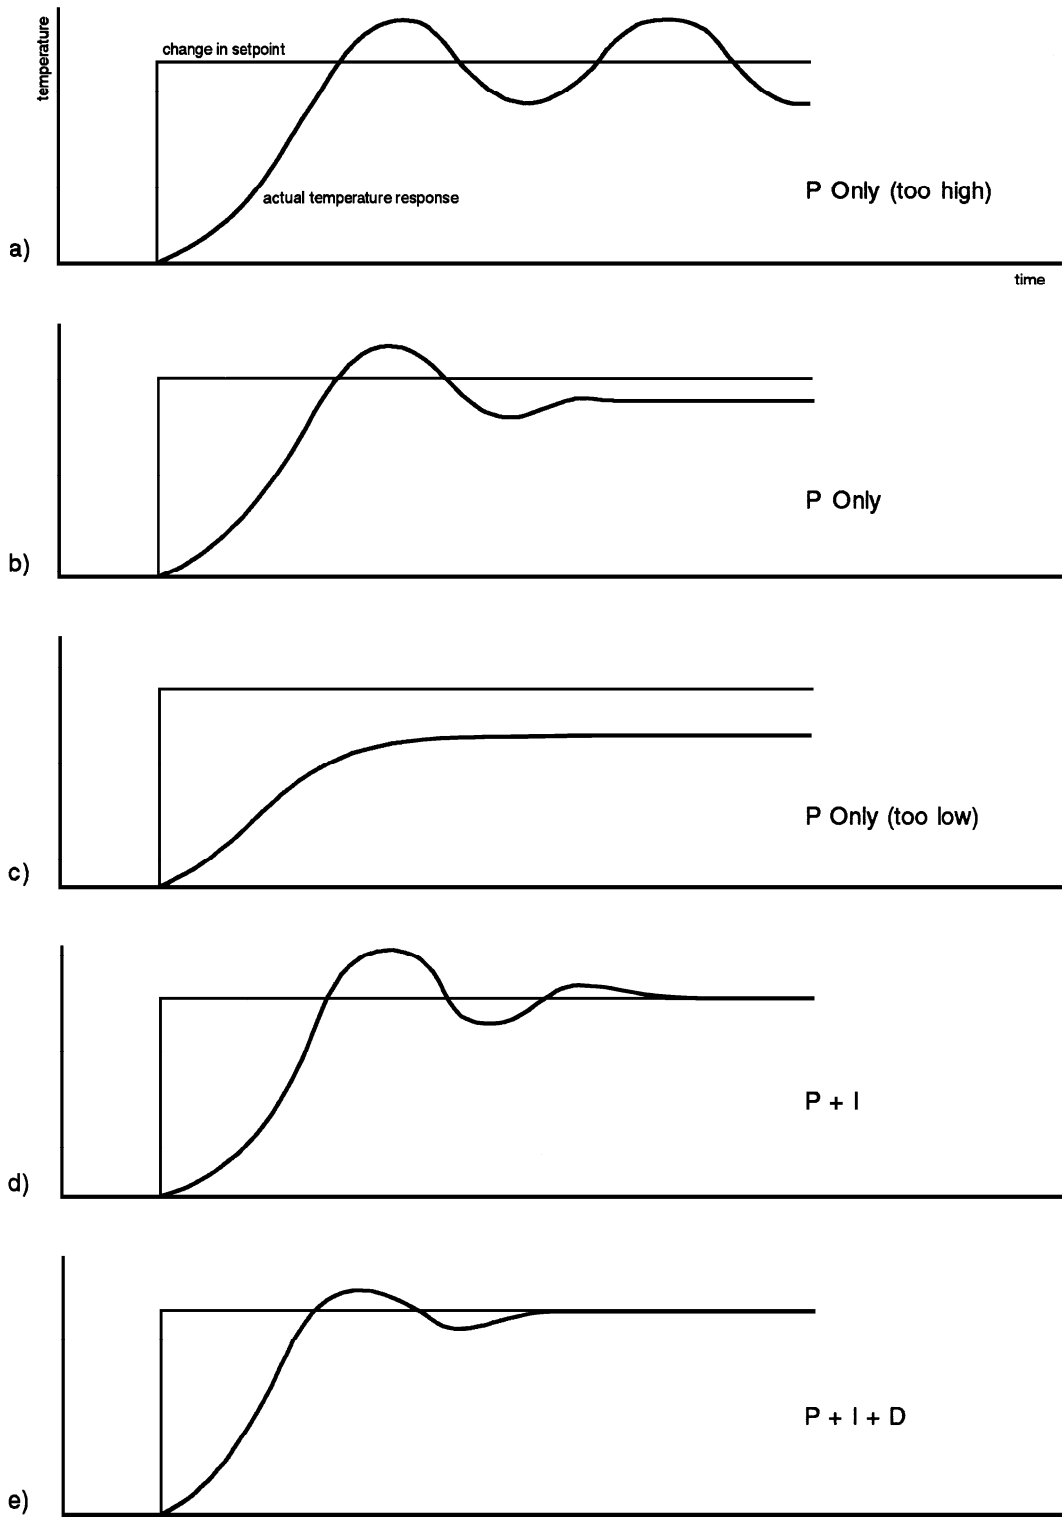 temperature
change in setpoint
actual temperature response
P Only (too high)
a)
time
P Only
b)
P Only (too low)
c)
P + I
d)
P + I + D
e)